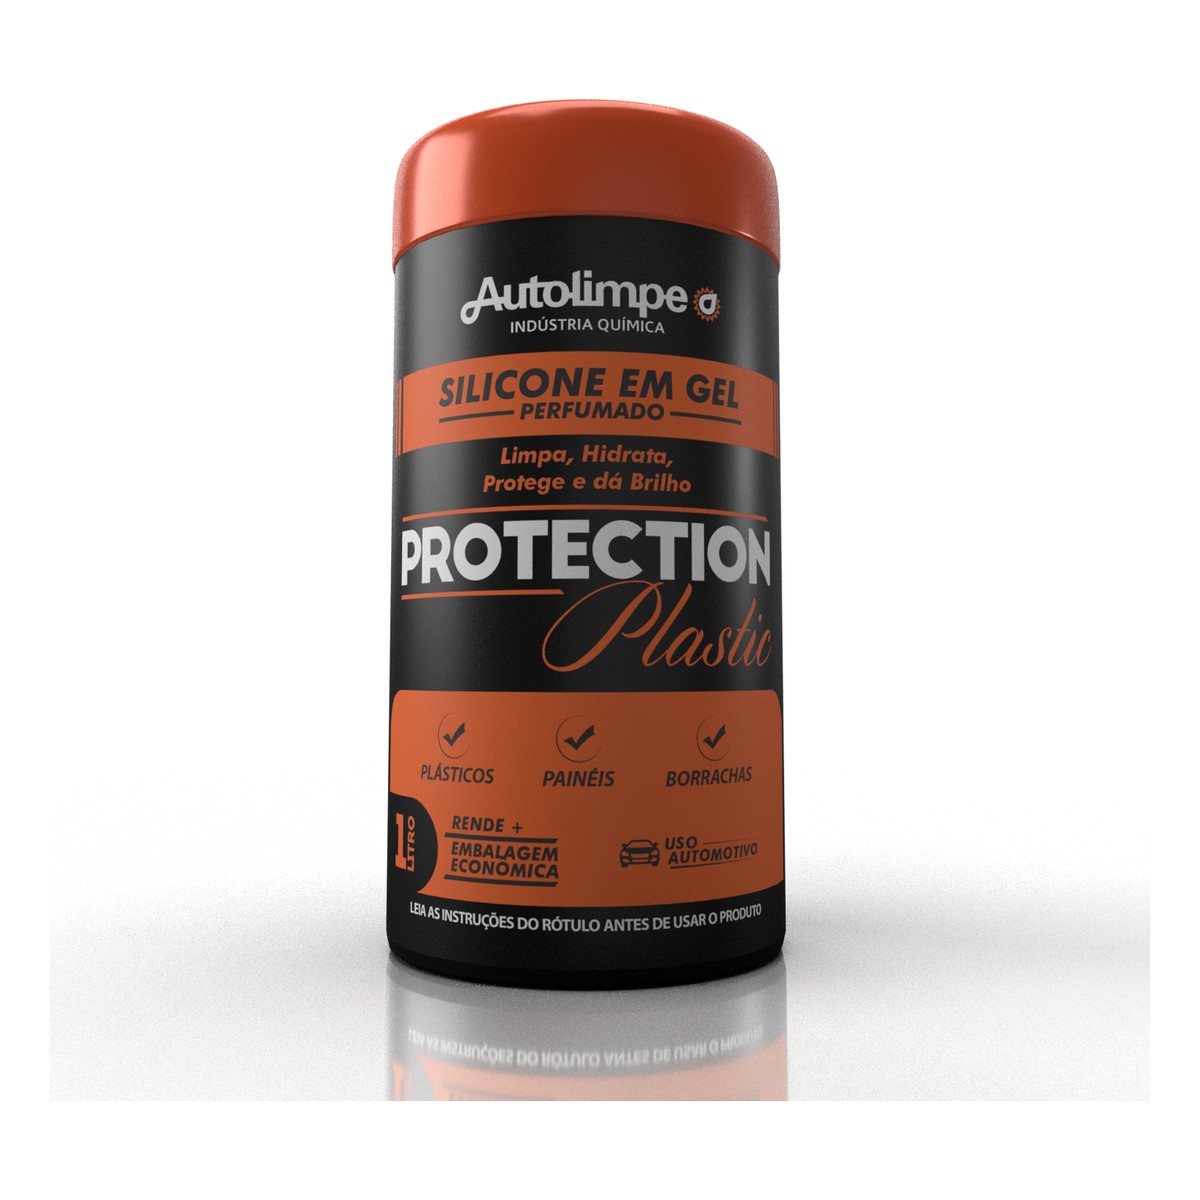 Autolimpe
INDÚSTRIA QUÍMICA
SILICONE EM GEL
PERFUMADO
Limpa, Hidrata,
Protege e dá Brilho
PROTECTION
Plastic
PLÁSTICOS PAINÉIS BORRACHAS
1 LITRO
RENDE +
EMBALAGEM
ECONÔMICA
USO
AUTOMOTIVO
LEIA AS INSTRUÇÕES DO RÓTULO ANTES DE USAR O PRODUTO